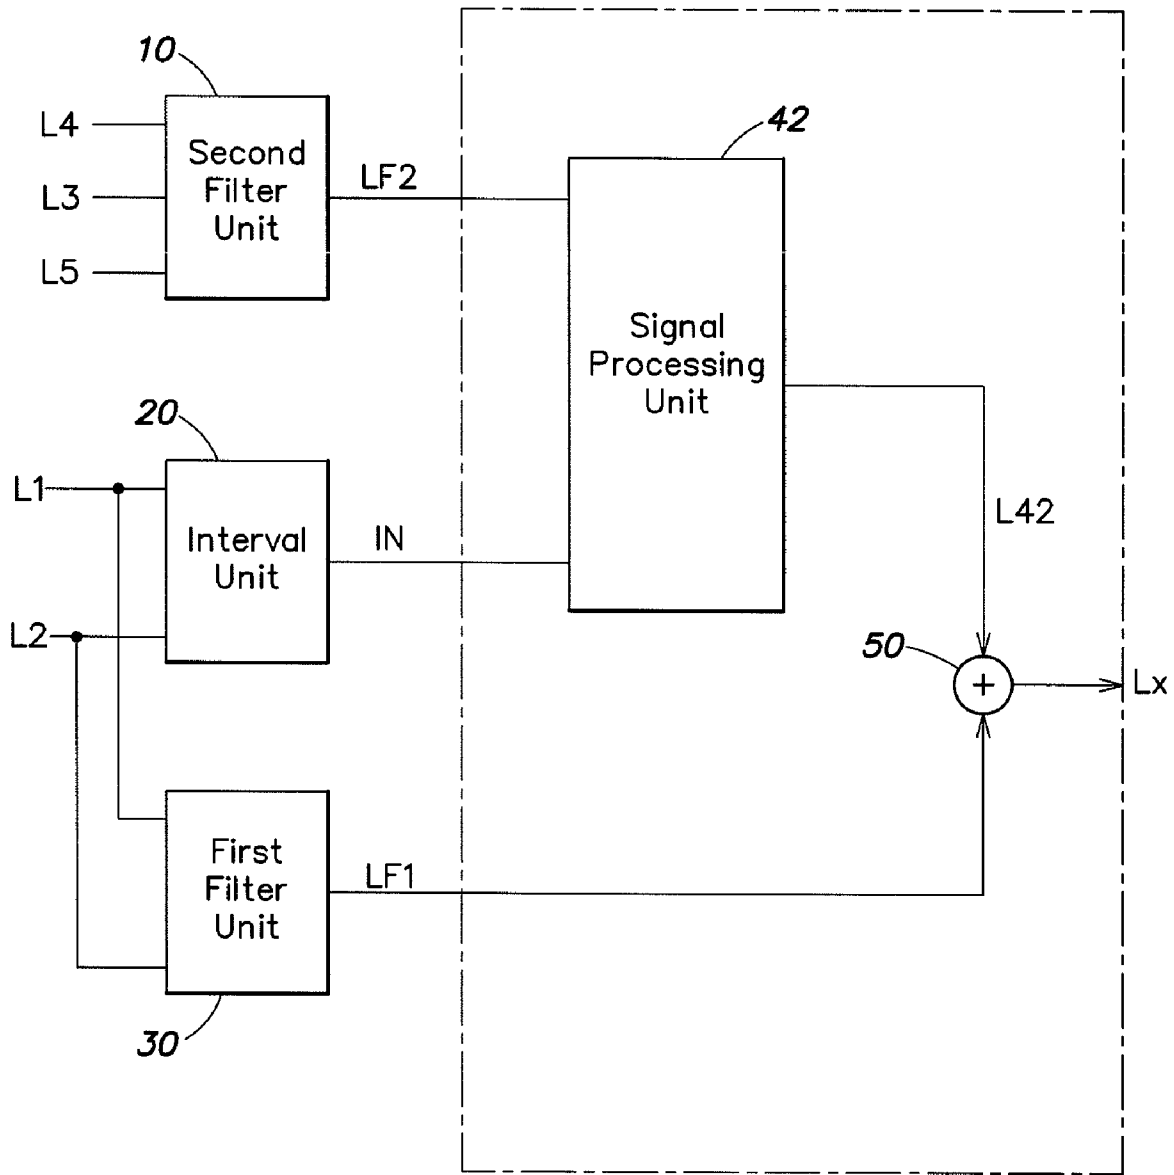 10
42
L4
L3
L5
Second
Filter
Unit
LF2
Signal
Processing
Unit
20
L1
L2
Interval
Unit
IN
L42
50
+
Lx
First
Filter
Unit
LF1
30